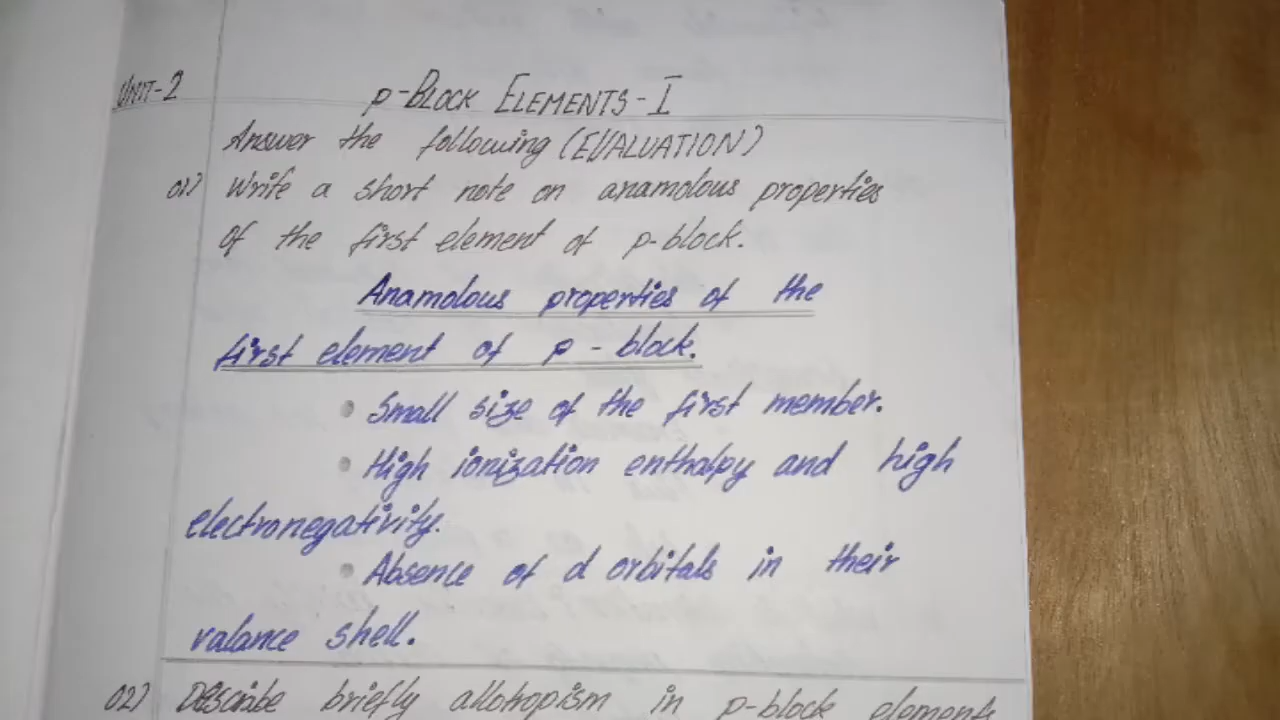 UNIT-2
p-BLOCK ELEMENTS-I
Answer the following (EVALUATION)
01) Write a short note on anamolous properties
of the first element of p-block.
Anamolous properties of the
first element of p-block.
• Small size of the first member.
• High ionization enthalpy and high
electronegativity.
• Absence of d orbitals in their
valance shell.
02) Describe briefly allotropism in p-block elements